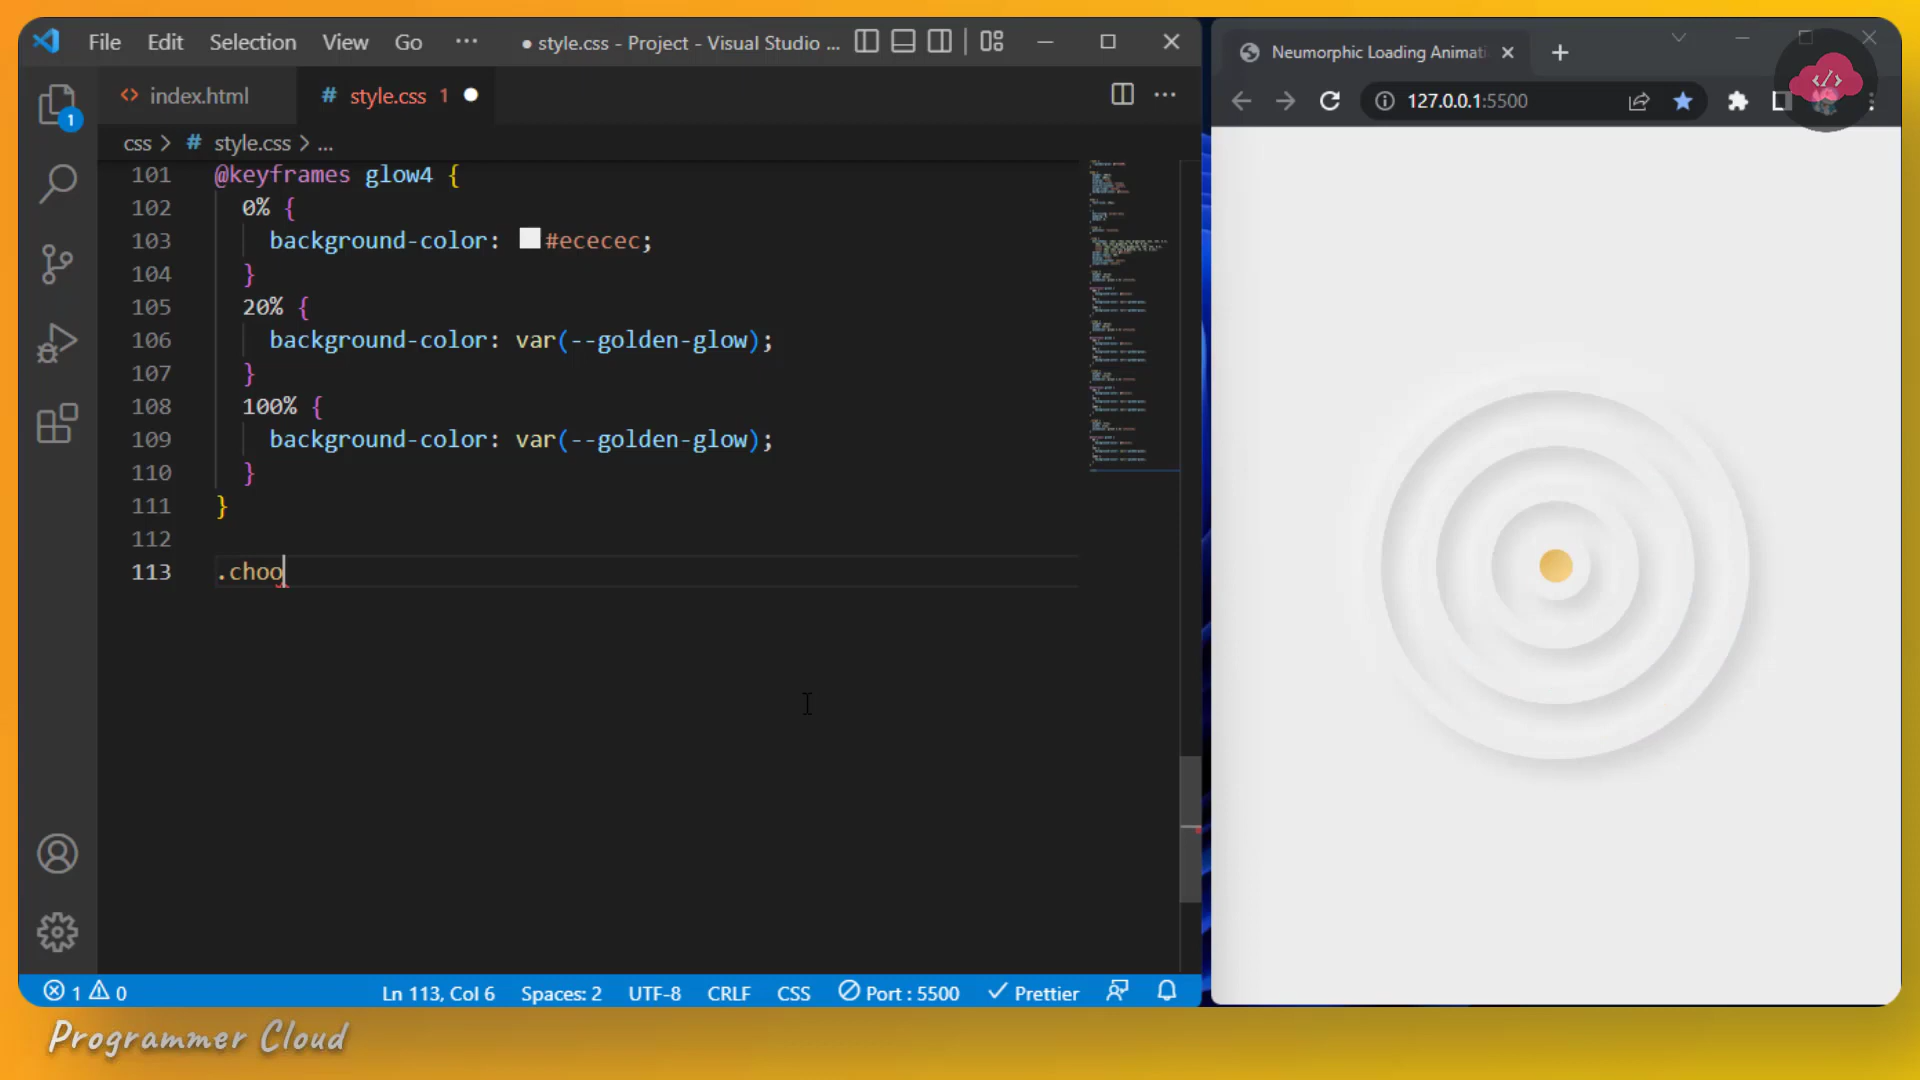 File Edit Selection View Go ··· ● style.css - Project - Visual Studio ...
index.html # style.css 1
css > # style.css > ...
101 @keyframes glow4 {
102 0% {
103 background-color: #ececec;
104 }
105 20% {
106 background-color: var(--golden-glow);
107 }
108 100% {
109 background-color: var(--golden-glow);
110 }
111 }
112
113 .choo
1
1 0 Ln 113, Col 6 Spaces: 2 UTF-8 CRLF CSS Port : 5500 Prettier
Neumorphic Loading Animati
127.0.0.1:5500
</>
Programmer Cloud